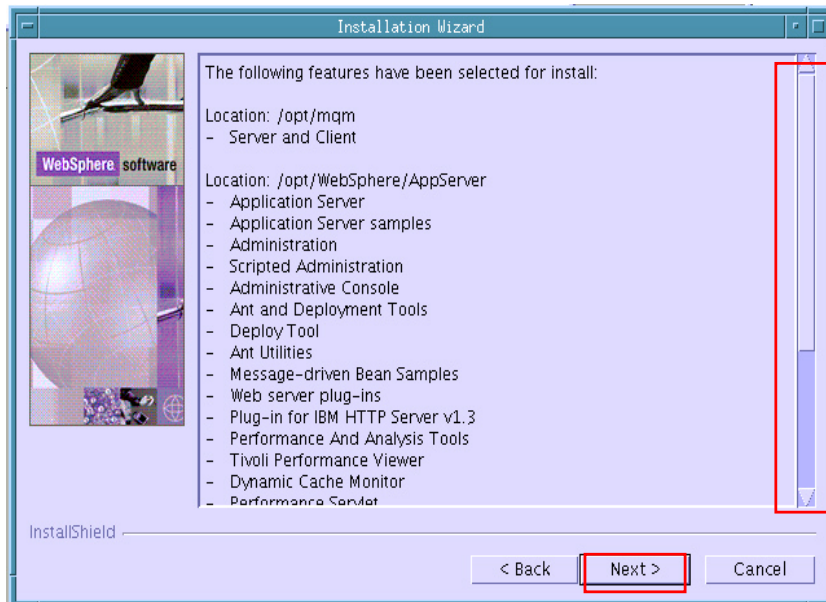 Installation Wizard
WebSphere software
The following features have been selected for install:
Location: /opt/mqm
- Server and Client
Location: /opt/WebSphere/AppServer
- Application Server
- Application Server samples
- Administration
- Scripted Administration
- Administrative Console
- Ant and Deployment Tools
- Deploy Tool
- Ant Utilities
- Message-driven Bean Samples
- Web server plug-ins
- Plug-in for IBM HTTP Server v1.3
- Performance And Analysis Tools
- Tivoli Performance Viewer
- Dynamic Cache Monitor
- Performance Servlet
InstallShield
< Back
Next >
Cancel